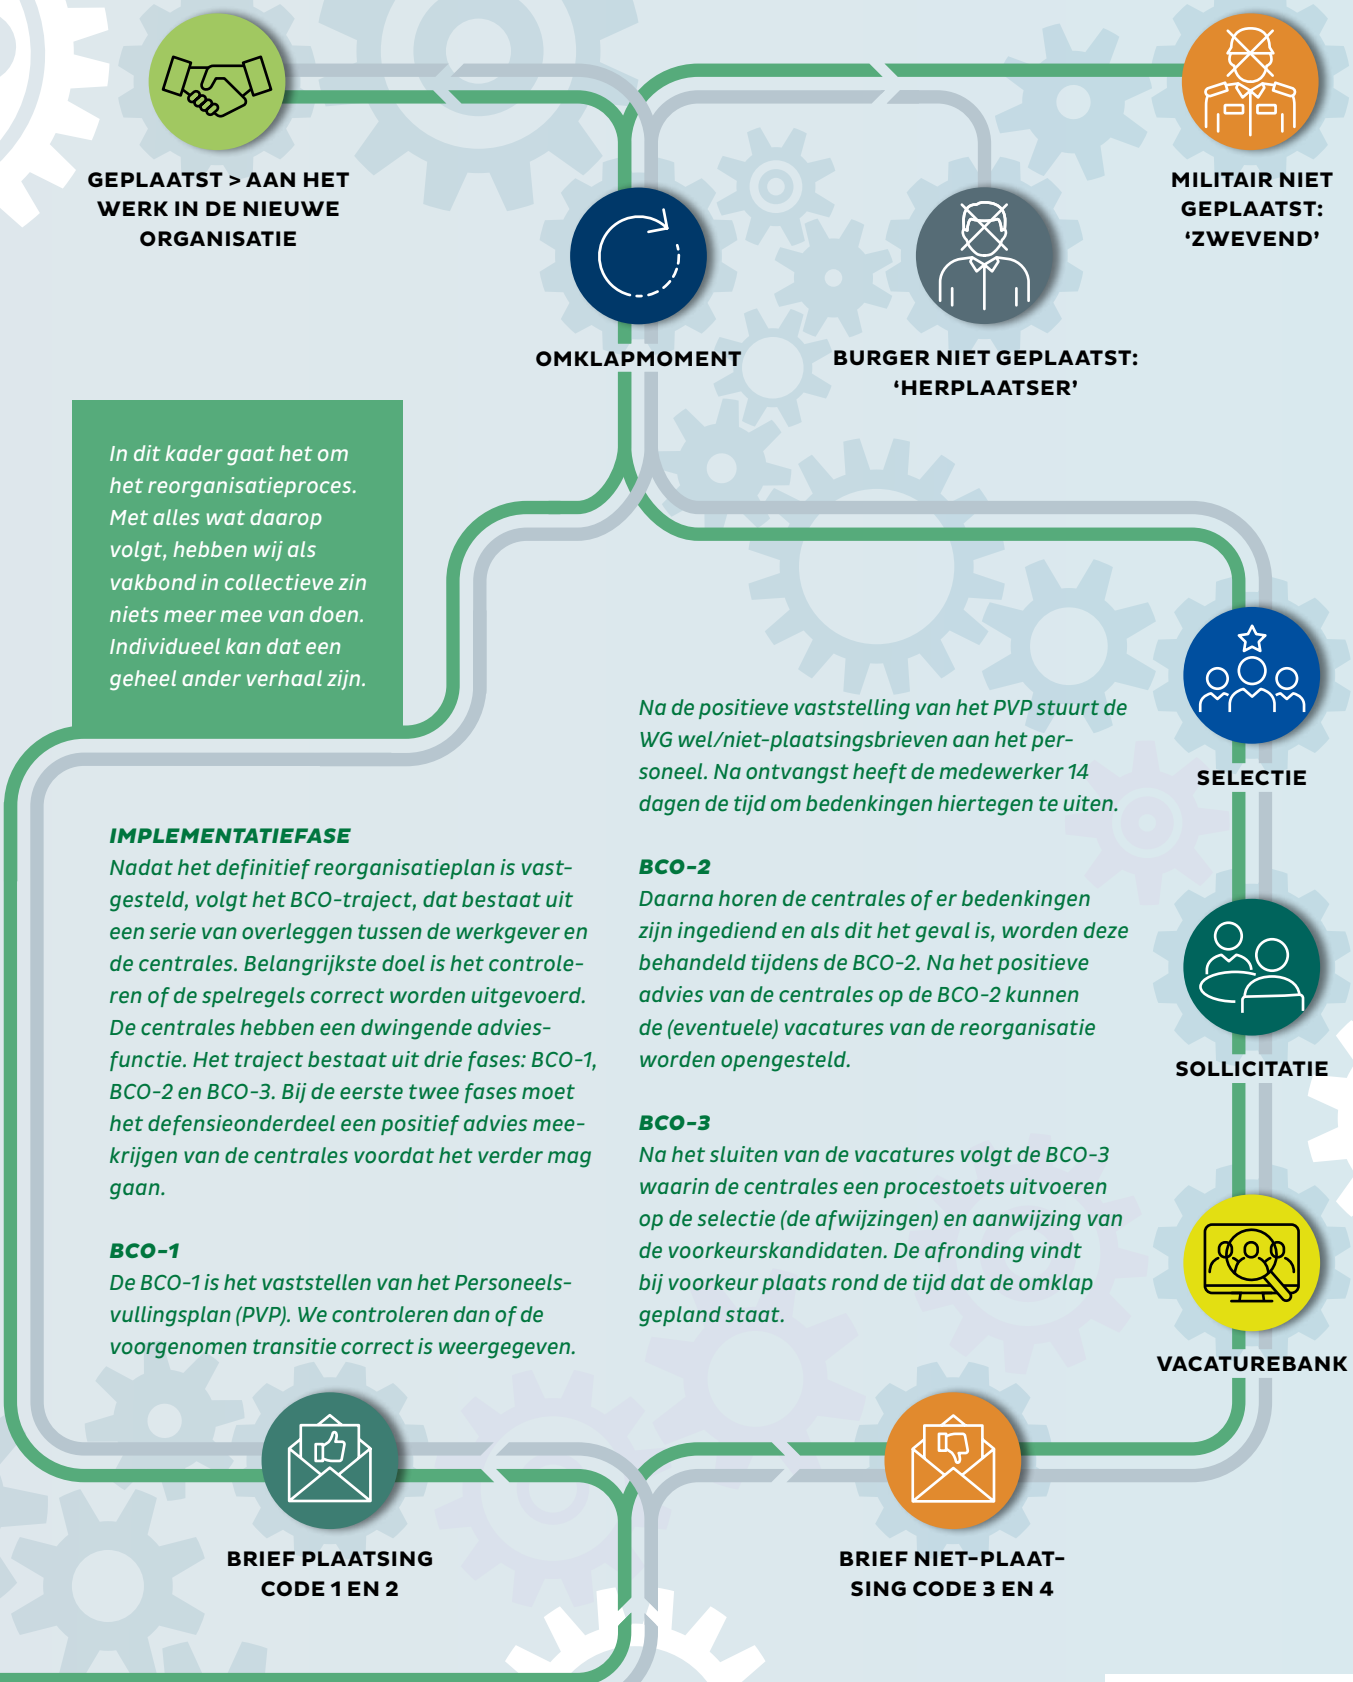 GEPLAATST > AAN HET
WERK IN DE NIEUWE
ORGANISATIE
MILITAIR NIET
GEPLAATST:
‘ZWEVEND’
OMKLAPMOMENT
BURGER NIET GEPLAATST:
‘HERPLAATSER’
In dit kader gaat het om
het reorganisatieproces.
Met alles wat daarop
volgt, hebben wij als
vakbond in collectieve zin
niets meer mee van doen.
Individueel kan dat een
geheel ander verhaal zijn.
IMPLEMENTATIEFASE
Nadat het definitief reorganisatieplan is vast-
gesteld, volgt het BCO-traject, dat bestaat uit
een serie van overleggen tussen de werkgever en
de centrales. Belangrijkste doel is het controle-
ren of de spelregels correct worden uitgevoerd.
De centrales hebben een dwingende advies-
functie. Het traject bestaat uit drie fases: BCO-1,
BCO-2 en BCO-3. Bij de eerste twee fases moet
het defensieonderdeel een positief advies mee-
krijgen van de centrales voordat het verder mag
gaan.
BCO-1
De BCO-1 is het vaststellen van het Personeels-
vullingsplan (PVP). We controleren dan of de
voorgenomen transitie correct is weergegeven.
Na de positieve vaststelling van het PVP stuurt de
WG wel/niet-plaatsingsbrieven aan het per-
soneel. Na ontvangst heeft de medewerker 14
dagen de tijd om bedenkingen hiertegen te uiten.
BCO-2
Daarna horen de centrales of er bedenkingen
zijn ingediend en als dit het geval is, worden deze
behandeld tijdens de BCO-2. Na het positieve
advies van de centrales op de BCO-2 kunnen
de (eventuele) vacatures van de reorganisatie
worden opengesteld.
BCO-3
Na het sluiten van de vacatures volgt de BCO-3
waarin de centrales een procestoets uitvoeren
op de selectie (de afwijzingen) en aanwijzing van
de voorkeurskandidaten. De afronding vindt
bij voorkeur plaats rond de tijd dat de omklap
gepland staat.
SELECTIE
SOLLICITATIE
VACATUREBANK
BRIEF PLAATSING
CODE 1 EN 2
BRIEF NIET-PLAAT-
SING CODE 3 EN 4